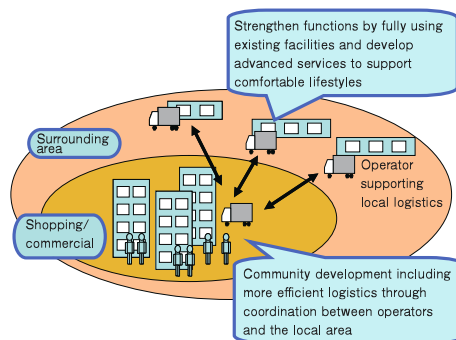 Strengthen functions by fully using
existing facilities and develop
advanced services to support
comfortable lifestyles
Surrounding
area
Operator
supporting
local logistics
Shopping/
commercial
Community development including
more efficient logistics through
coordination between operators
and the local area